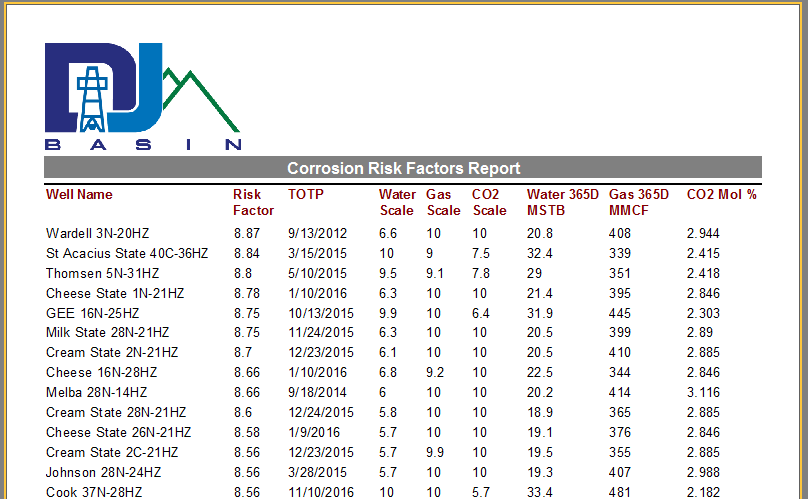 DJ
BASIN
Corrosion Risk Factors Report
Well Name Risk Factor TOTP Water Scale Gas Scale CO2 Scale Water 365D MSTB Gas 365D MMCF CO2 Mol %
Wardell 3N-20HZ 8.87 9/13/2012 6.6 10 10 20.8 408 2.944
St Acacius State 40C-36HZ 8.84 3/15/2015 10 9 7.5 32.4 339 2.415
Thomsen 5N-31HZ 8.8 5/10/2015 9.5 9.1 7.8 29 351 2.418
Cheese State 1N-21HZ 8.78 1/10/2016 6.3 10 10 21.4 395 2.846
GEE 16N-25HZ 8.75 10/13/2015 9.9 10 6.4 31.9 445 2.303
Milk State 28N-21HZ 8.75 11/24/2015 6.3 10 10 20.5 399 2.89
Cream State 2N-21HZ 8.7 12/23/2015 6.1 10 10 20.5 410 2.885
Cheese 16N-28HZ 8.66 1/10/2016 6.8 9.2 10 22.5 344 2.846
Melba 28N-14HZ 8.66 9/18/2014 6 10 10 20.2 414 3.116
Cream State 28N-21HZ 8.6 12/24/2015 5.8 10 10 18.9 365 2.885
Cheese State 26N-21HZ 8.58 1/9/2016 5.7 10 10 19.1 376 2.846
Cream State 2C-21HZ 8.56 12/23/2015 5.7 9.9 10 19.5 355 2.885
Johnson 28N-24HZ 8.56 3/28/2015 5.7 10 10 19.3 407 2.988
Cook 37N-28HZ 8.56 11/10/2016 10 10 5.7 33.4 481 2.182